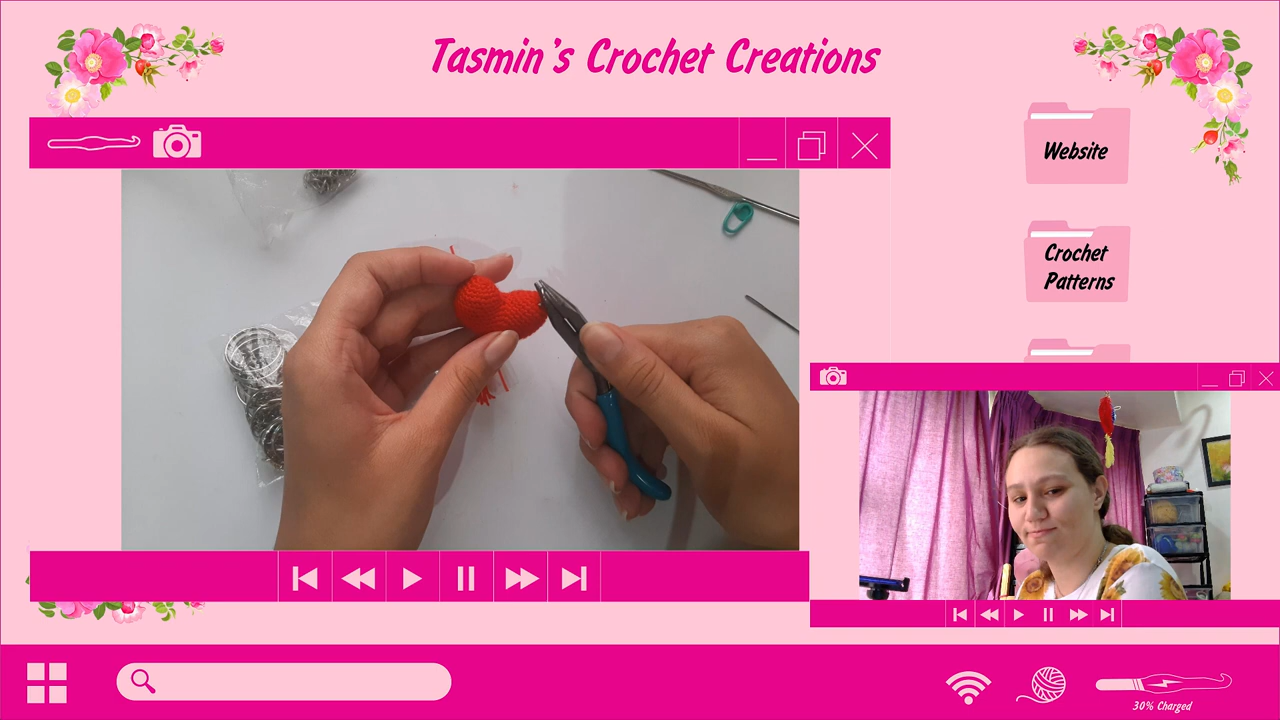 Tasmin's Crochet Creations
Website
Crochet
Patterns
30% Charged